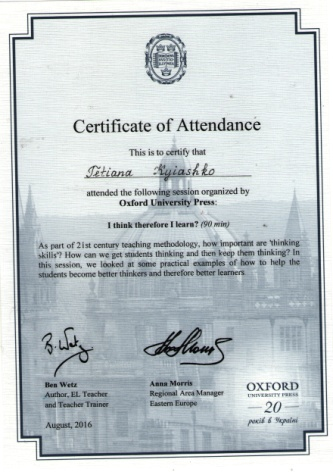 Certificate of Attendance
This is to certify that
Tetiana Kyiashko
attended the following session organized by
Oxford University Press:
I think therefore I learn? (90 min)
As part of 21st century teaching methodology, how important are 'thinking
skills'? How can we get students thinking and then keep them thinking? In
this session, we looked at some practical examples of how to help the
students become better thinkers and therefore better learners.
B. Wetz
Ben Wetz
Author, EL Teacher
and Teacher Trainer
August, 2016
Anna Morris
Regional Area Manager
Eastern Europe
OXFORD
UNIVERSITY PRESS
20
років в Україні